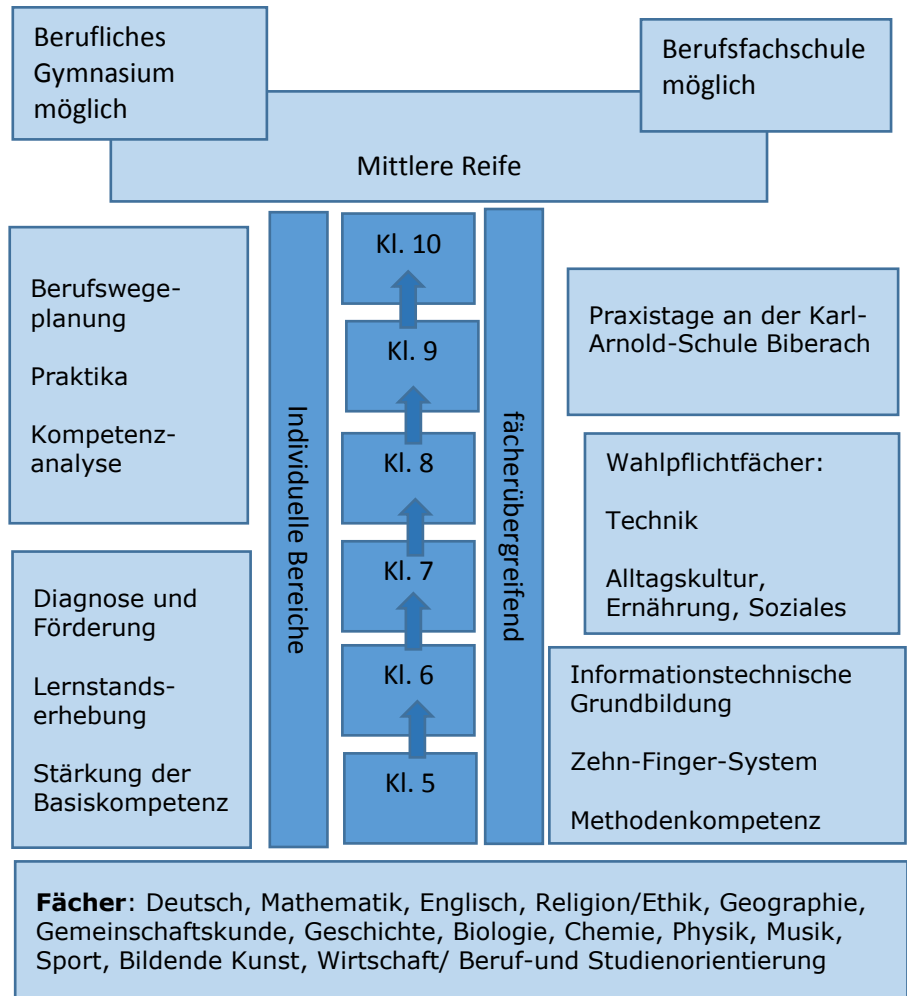 Berufliches
Gymnasium
möglich
Berufsfachschule
möglich
Mittlere Reife
Berufswege-
planung
Praktika
Kompetenz-
analyse
Diagnose und
Förderung
Lernstands-
erhebung
Stärkung der
Basiskompetenz
Individuelle Bereiche
Kl. 10
Kl. 9
Kl. 8
Kl. 7
Kl. 6
Kl. 5
fächerübergreifend
Praxistage an der Karl-
Arnold-Schule Biberach
Wahlpflichtfächer:
Technik
Alltagskultur,
Ernährung, Soziales
Informationstechnische
Grundbildung
Zehn-Finger-System
Methodenkompetenz
Fächer: Deutsch, Mathematik, Englisch, Religion/Ethik, Geographie,
Gemeinschaftskunde, Geschichte, Biologie, Chemie, Physik, Musik,
Sport, Bildende Kunst, Wirtschaft/ Beruf-und Studienorientierung